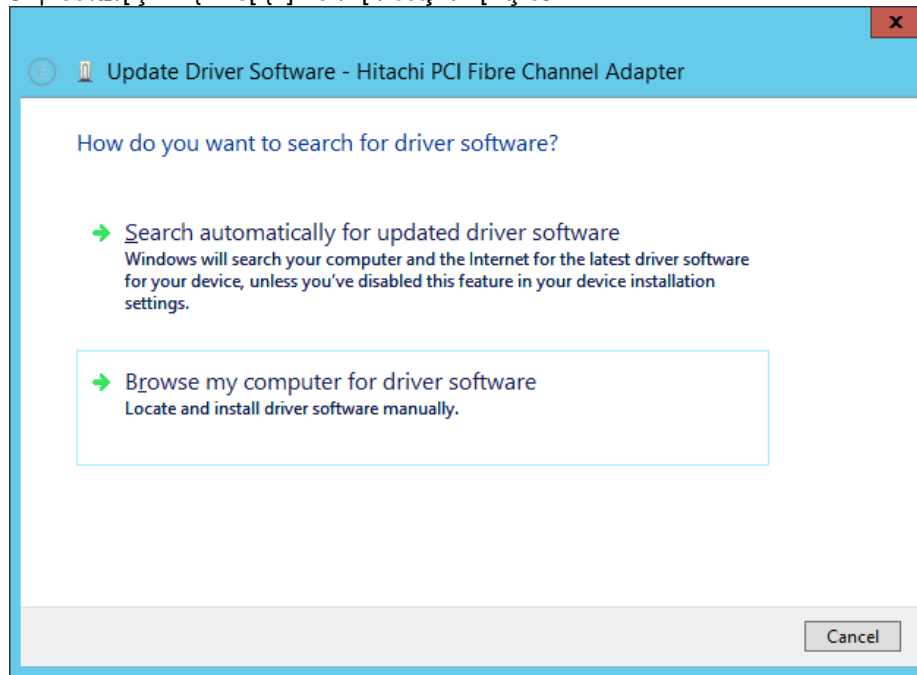 x
Update Driver Software - Hitachi PCI Fibre Channel Adapter
How do you want to search for driver software?
Search automatically for updated driver software
Windows will search your computer and the Internet for the latest driver software
for your device, unless you've disabled this feature in your device installation
settings.
Browse my computer for driver software
Locate and install driver software manually.
Cancel